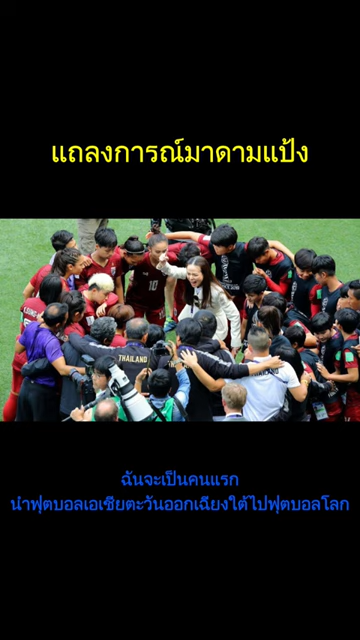 แถลงการณ์มาดามแป้ง
10
THAILAND
ฉันจะเป็นคนแรก
นำฟุตบอลเอเชียตะวันออกเฉียงใต้ไปฟุตบอลโลก